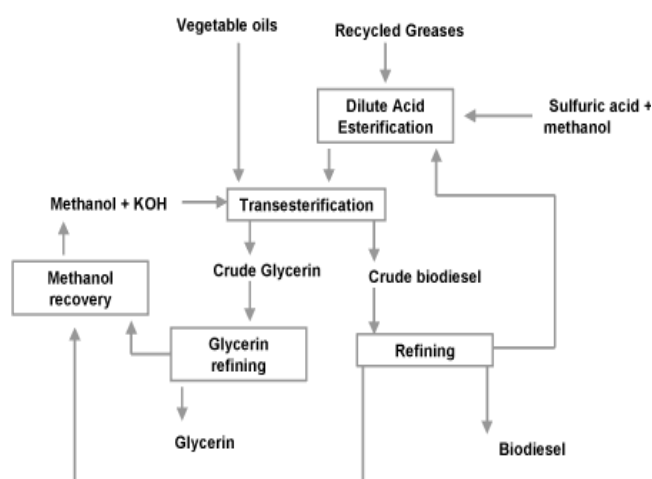 Vegetable oils
Recycled Greases
Dilute Acid
Esterification
Sulfuric acid +
methanol
Methanol + KOH
Transesterification
Methanol
recovery
Crude Glycerin
Crude biodiesel
Glycerin
refining
Refining
Glycerin
Biodiesel